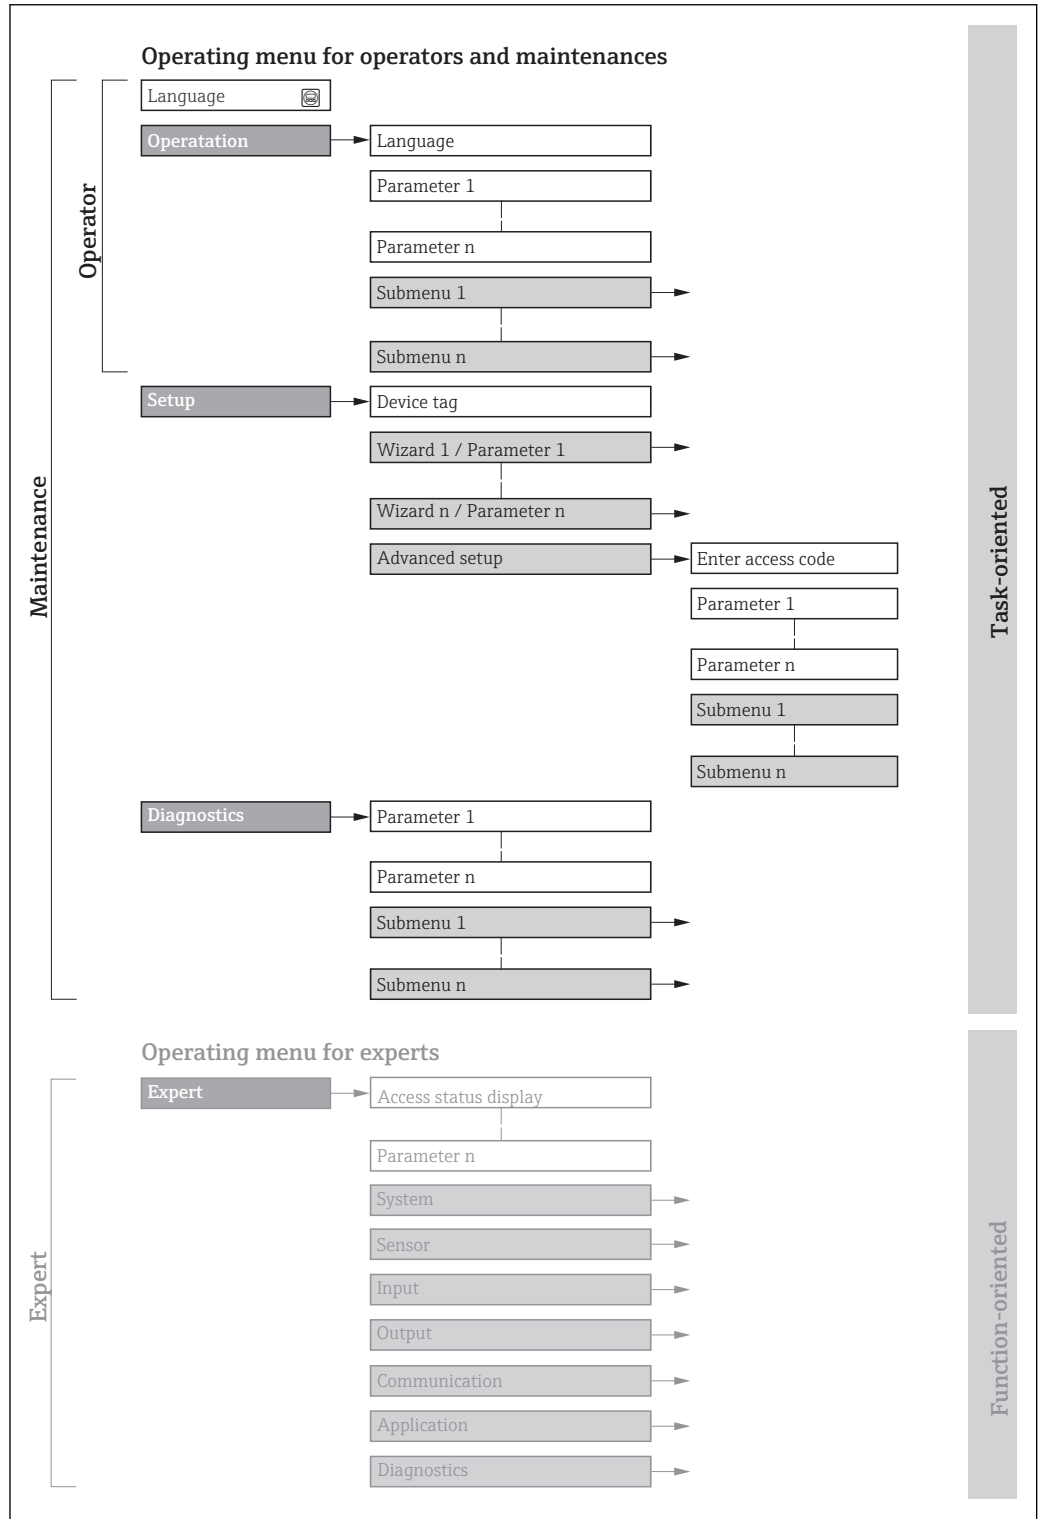 Operating menu for operators and maintenances
Language
Operatation
Language
Parameter 1
Parameter n
Submenu 1
Submenu n
Operator
Setup
Device tag
Wizard 1 / Parameter 1
Wizard n / Parameter n
Advanced setup
Enter access code
Parameter 1
Parameter n
Submenu 1
Submenu n
Maintenance
Task-oriented
Diagnostics
Parameter 1
Parameter n
Submenu 1
Submenu n
Operating menu for experts
Expert
Access status display
Parameter n
System
Sensor
Input
Output
Communication
Application
Diagnostics
Expert
Function-oriented